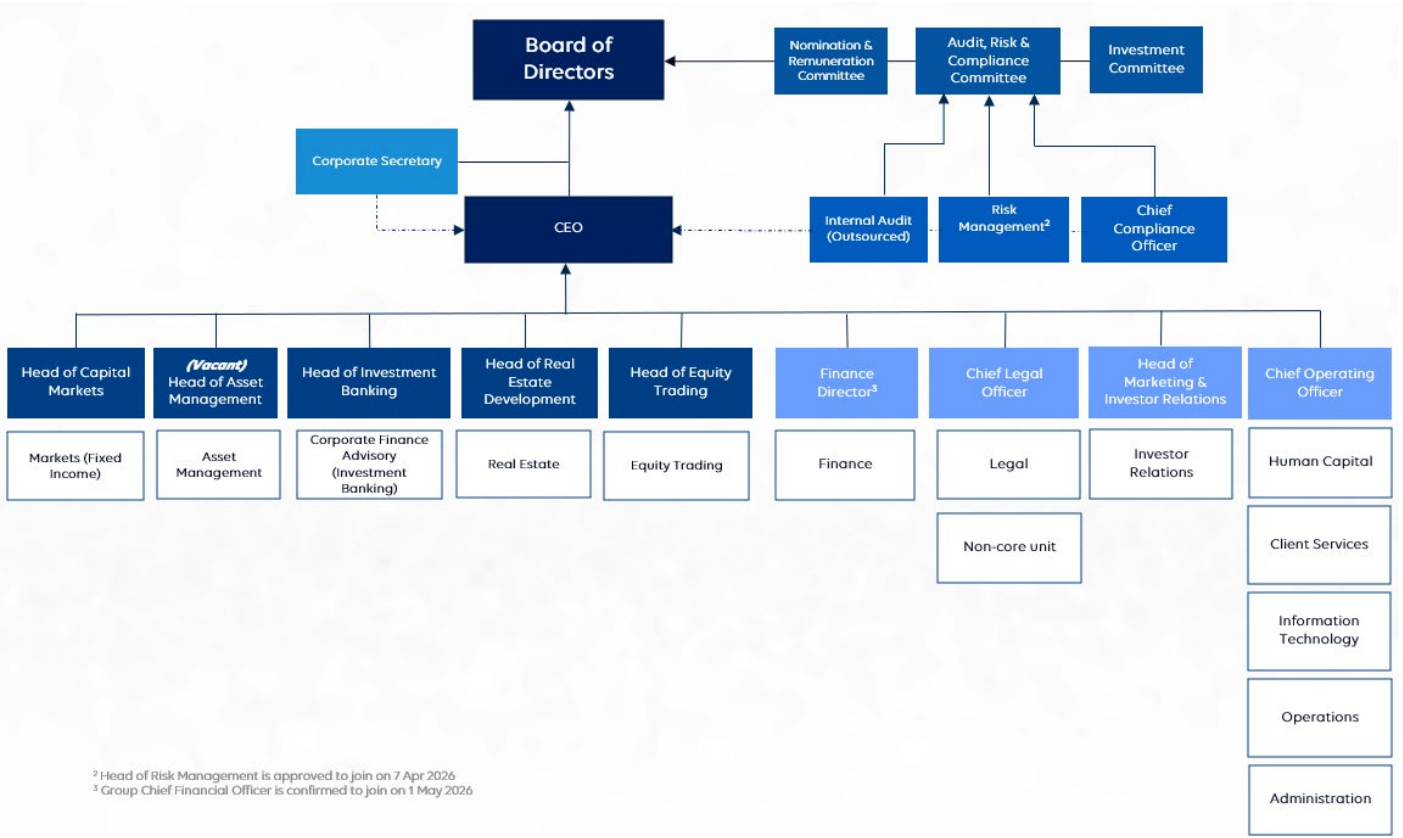 Board of
Directors
Nomination &
Remuneration
Committee
Audit, Risk &
Compliance
Committee
Investment
Committee
Corporate Secretary
CEO
Internal Audit
(Outsourced)
Risk
Management²
Chief
Compliance
Officer
Head of Capital
Markets
(Vacant)
Head of Asset
Management
Head of Investment
Banking
Head of Real
Estate
Development
Head of Equity
Trading
Finance
Director³
Chief Legal
Officer
Head of
Marketing &
Investor Relations
Chief Operating
Officer
Markets (Fixed
Income)
Asset
Management
Corporate Finance
Advisory
(Investment
Banking)
Real Estate
Equity Trading
Finance
Legal
Investor
Relations
Human Capital
Non-core unit
Client Services
Information
Technology
Operations
Administration
² Head of Risk Management is approved to join on 7 Apr 2026
³ Group Chief Financial Officer is confirmed to join on 1 May 2026